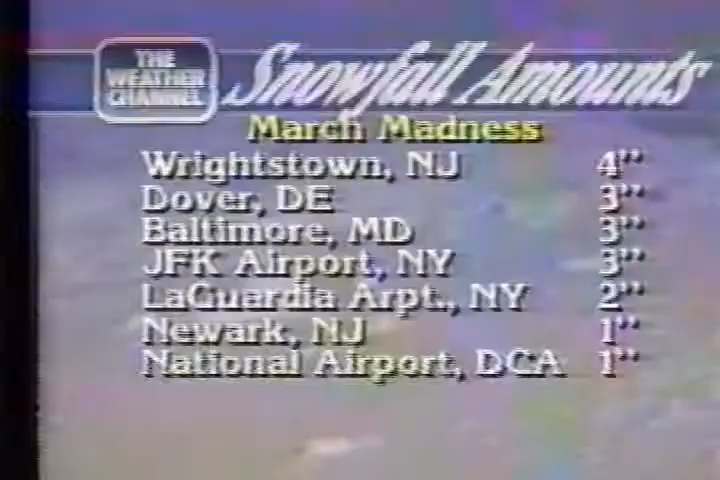 THE
WEATHER
CHANNEL
Snowfall Amounts
March Madness
Wrightstown, NJ 4"
Dover, DE 3"
Baltimore, MD 3"
JFK Airport, NY 3"
LaGuardia Arpt., NY 2"
Newark, NJ 1"
National Airport, DCA 1"